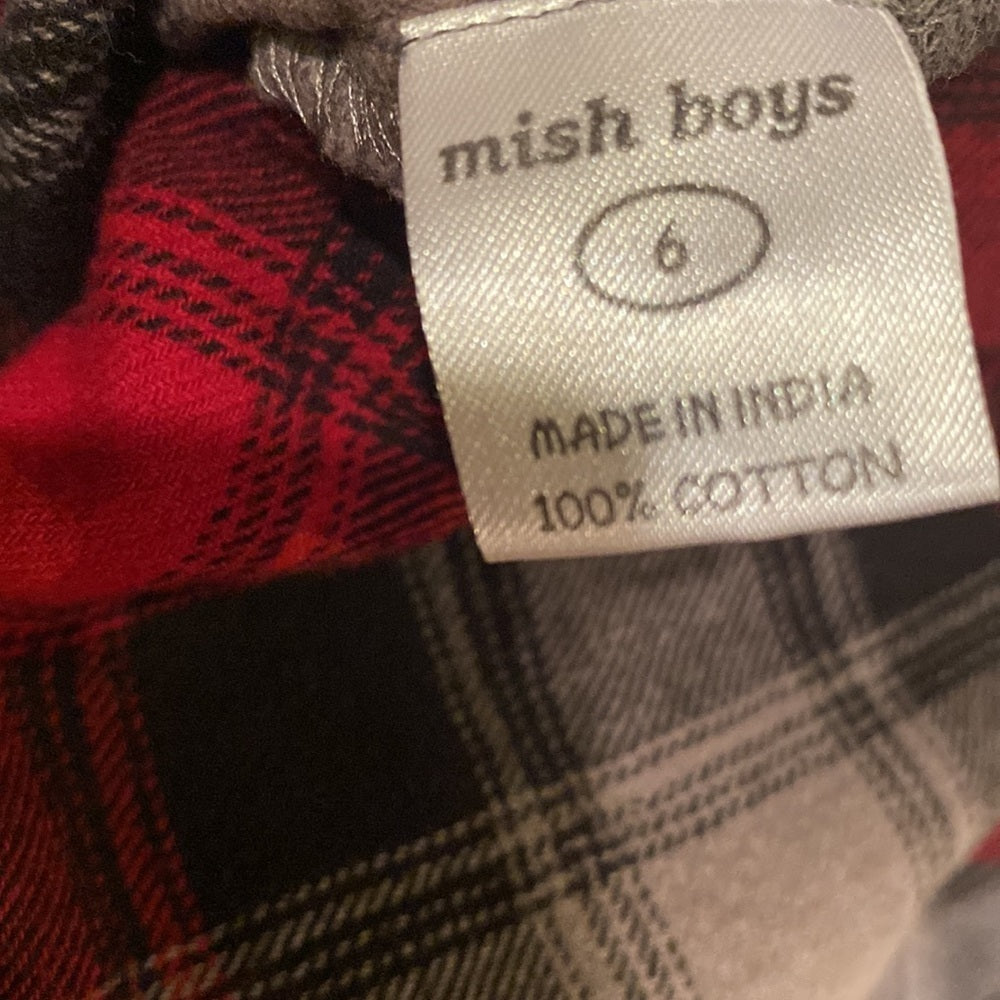 mish boys
6
MADE IN INDIA
100% COTTON